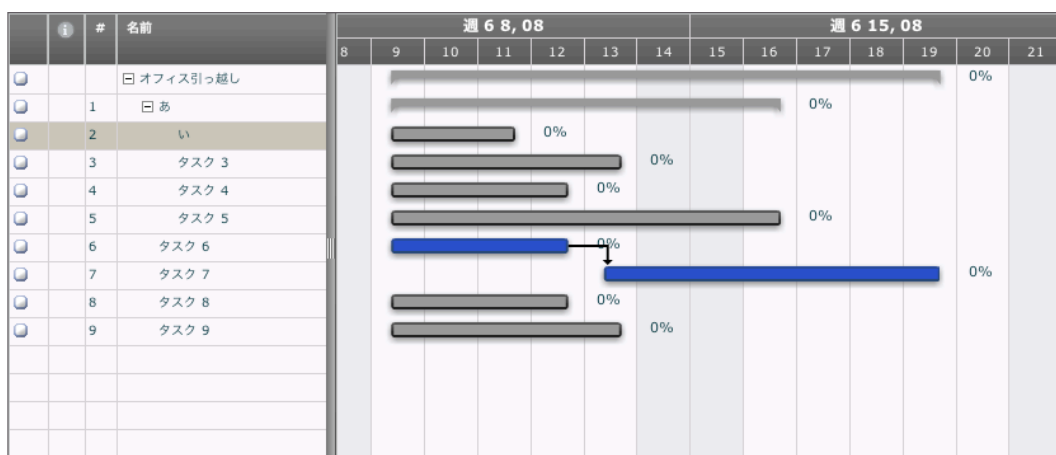 # 名前 週 6 8, 08 週 6 15, 08
8 9 10 11 12 13 14 15 16 17 18 19 20 21
オフィス引っ越し 0%
1 あ 0%
2 い 0%
3 タスク 3 0%
4 タスク 4 0%
5 タスク 5 0%
6 タスク 6 0%
7 タスク 7 0%
8 タスク 8 0%
9 タスク 9 0%